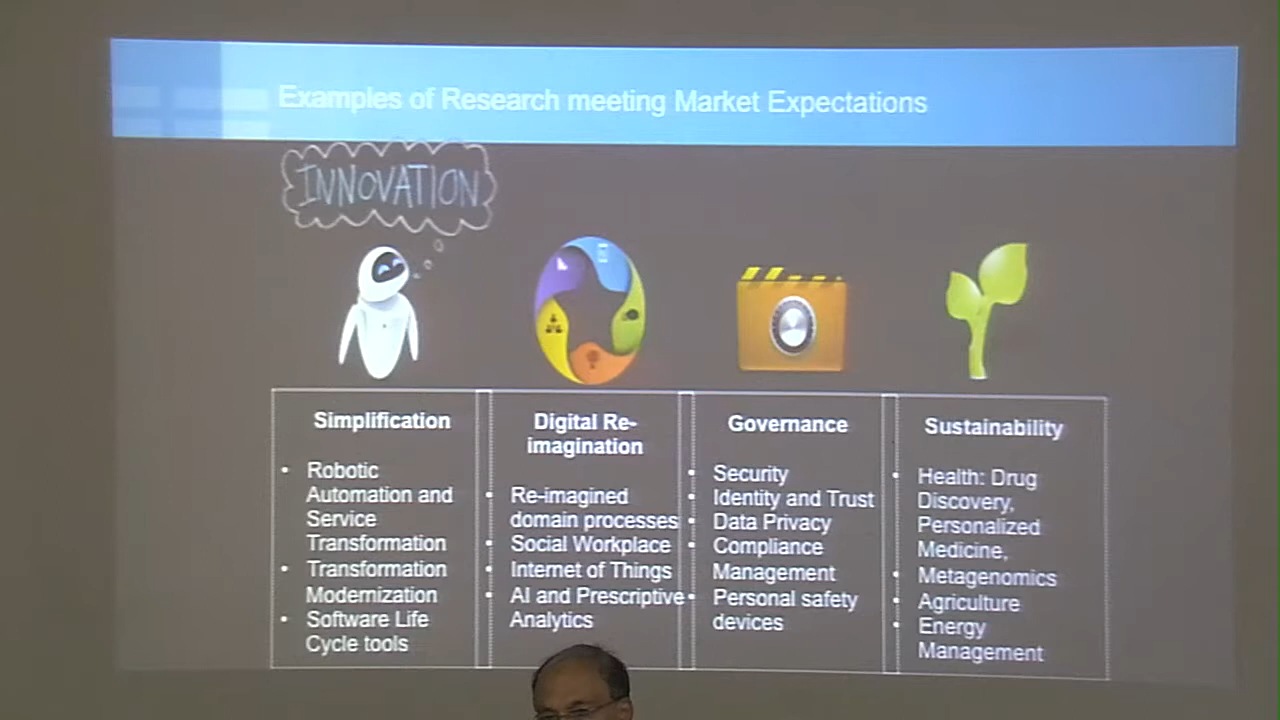 Examples of Research meeting Market Expectations
INNOVATION
Simplification
• Robotic
Automation and
Service
Transformation
• Transformation
Modernization
• Software Life
Cycle tools
Digital Re-
imagination
• Re-imagined
domain processes
• Social Workplace
• Internet of Things
• AI and Prescriptive
Analytics
Governance
• Security
• Identity and Trust
• Data Privacy
• Compliance
Management
• Personal safety
devices
Sustainability
• Health: Drug
Discovery,
Personalized
Medicine,
• Metagenomics
• Agriculture
• Energy
Management